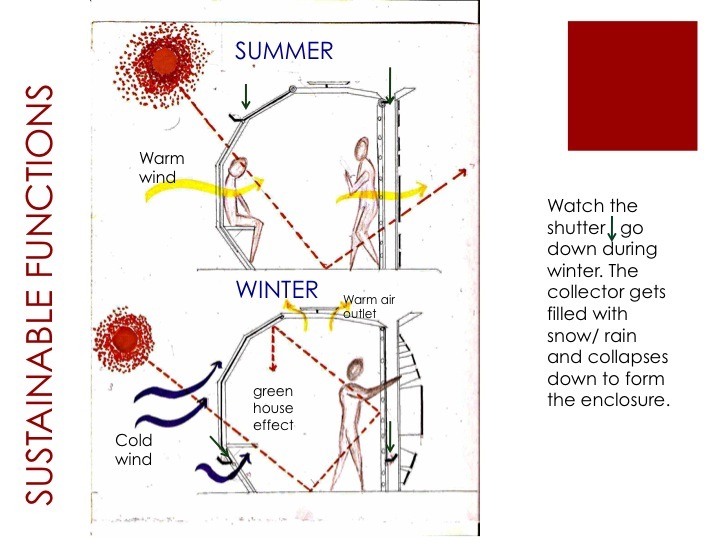 SUSTAINABLE FUNCTIONS
SUMMER
Warm
wind
WINTER
Warm air
outlet
green
house
effect
Cold
wind
Watch the
shutter go
down during
winter. The
collector gets
filled with
snow/ rain
and collapses
down to form
the enclosure.